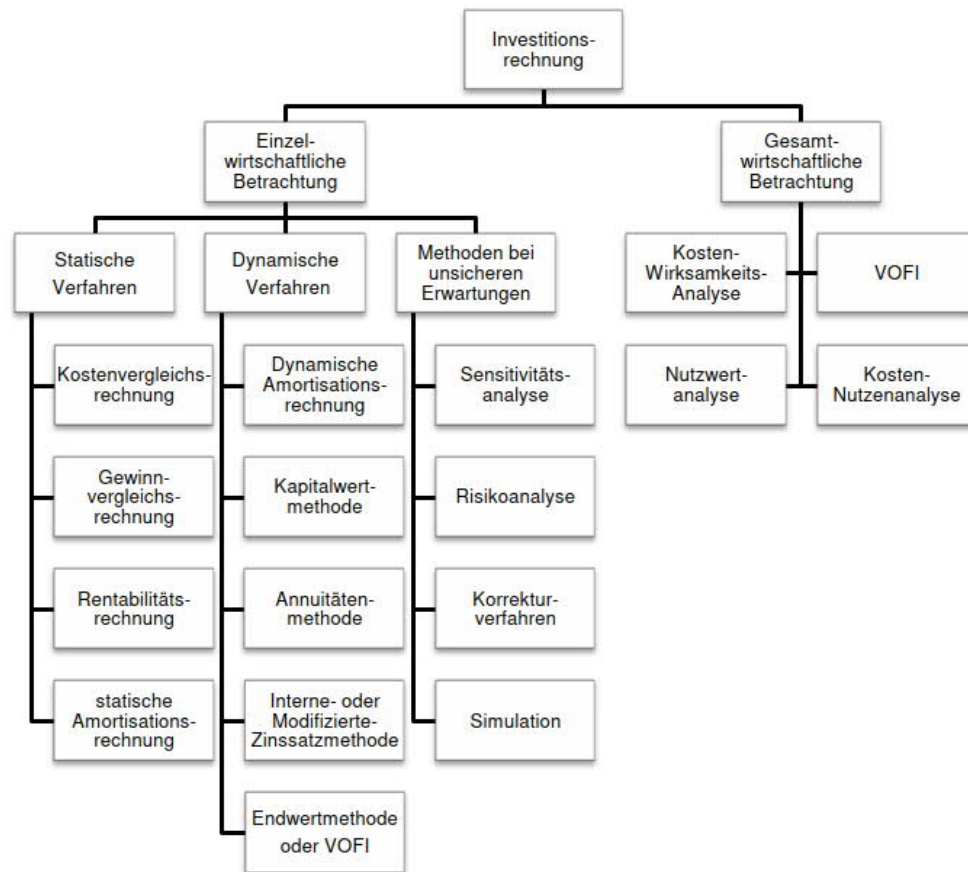 Investitions-
rechnung
Einzel-
wirtschaftliche
Betrachtung
Gesamt-
wirtschaftliche
Betrachtung
Statische
Verfahren
Dynamische
Verfahren
Methoden bei
unsicheren
Erwartungen
Kosten-
Wirksamkeits-
Analyse
VOFI
Kostenvergleichs-
rechnung
Dynamische
Amortisations-
rechnung
Sensitivitäts-
analyse
Nutzwert-
analyse
Kosten-
Nutzenanalyse
Gewinn-
vergleichs-
rechnung
Kapitalwert-
methode
Risikoanalyse
Rentabilitäts-
rechnung
Annuitäten-
methode
Korrektur-
verfahren
statische
Amortisations-
rechnung
Interne- oder
Modifizierte-
Zinssatzmethode
Simulation
Endwertmethode
oder VOFI